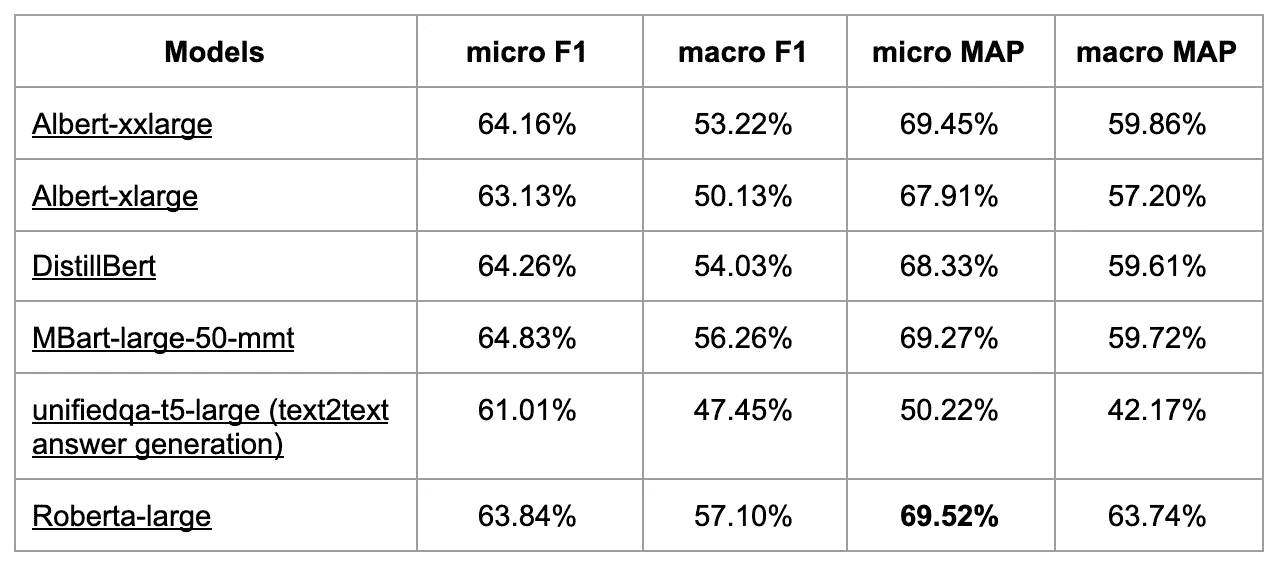 Models micro F1 macro F1 micro MAP macro MAP
Albert-xxlarge 64.16% 53.22% 69.45% 59.86%
Albert-xlarge 63.13% 50.13% 67.91% 57.20%
DistillBert 64.26% 54.03% 68.33% 59.61%
MBart-large-50-mmt 64.83% 56.26% 69.27% 59.72%
unifiedqa-t5-large (text2text 61.01% 47.45% 50.22% 42.17%
answer generation)
Roberta-large 63.84% 57.10% 69.52% 63.74%